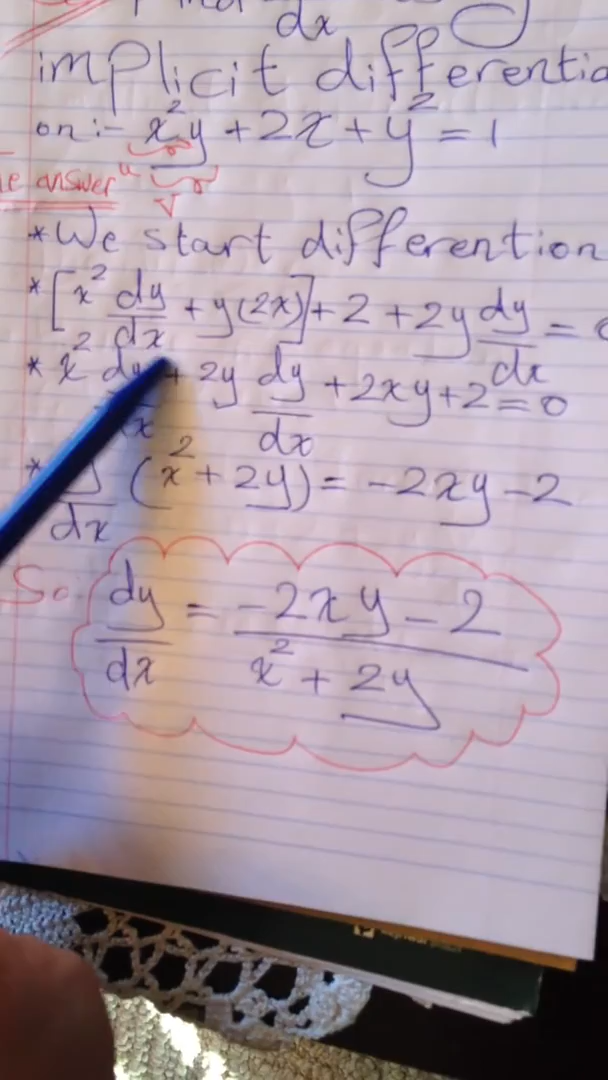 dx
implicit differentia
on:- x²y + 2x + y² = 1
answer u v
*We start differention
*[x² dy/dx + y(2x)] + 2 + 2y dy/dx =
* x² dy + 2y dy/dx + 2xy + 2 = 0
* dx (x² + 2y) = -2xy - 2
So dy/dx = -2xy - 2 / x² + 2y